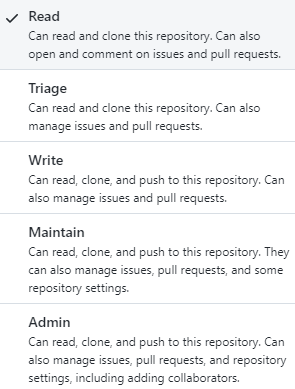 Read
Can read and clone this repository. Can also
open and comment on issues and pull requests.
Triage
Can read and clone this repository. Can also
manage issues and pull requests.
Write
Can read, clone, and push to this repository. Can
also manage issues and pull requests.
Maintain
Can read, clone, and push to this repository. They
can also manage issues, pull requests, and some
repository settings.
Admin
Can read, clone, and push to this repository. Can
also manage issues, pull requests, and repository
settings, including adding collaborators.